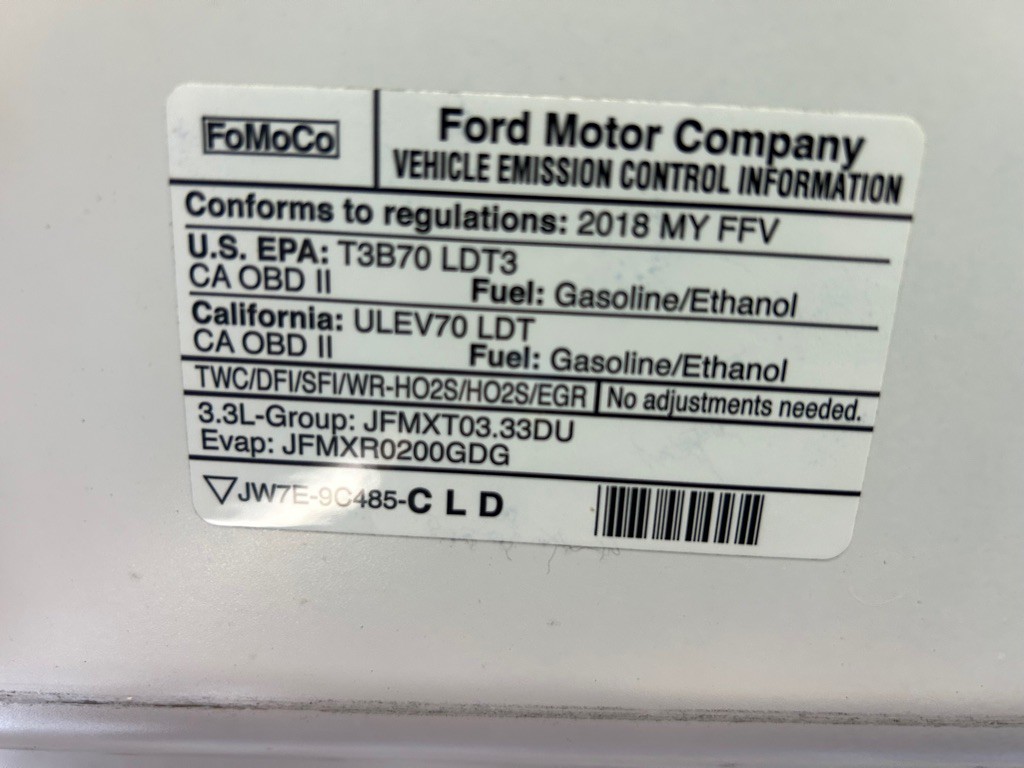 FoMoCo
Ford Motor Company
VEHICLE EMISSION CONTROL INFORMATION
Conforms to regulations: 2018 MY FFV
U.S. EPA: T3B70 LDT3
CA OBD II Fuel: Gasoline/Ethanol
California: ULEV70 LDT
CA OBD II Fuel: Gasoline/Ethanol
TWC/DFI/SFI/WR-HO2S/HO2S/EGR No adjustments needed.
3.3L-Group: JFMXT03.33DU
Evap: JFMXR0200GDG
JW7E-9C485-C L D